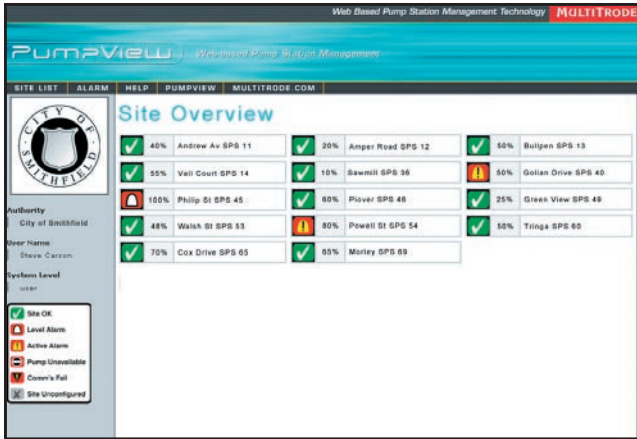 Web Based Pump Station Management Technology MULTITRODE
PUMPVIEW Web-based Pump Station Management
SITE LIST ALARM HELP PUMPVIEW MULTITRODE.COM
CITY OF SMITHFIELD
Site Overview
40% Andrew Av SPS 11 20% Amper Road SPS 12 50% Bullpen SPS 13
55% Vail Court SPS 14 10% Sawmill SPS 36 50% Golian Drive SPS 40
100% Philip St SPS 45 60% Plover SPS 46 25% Green View SPS 49
48% Walsh St SPS 53 80% Powell St SPS 54 50% Tringa SPS 60
70% Cox Drive SPS 65 65% Morley SPS 69
Authority
City of Smithfield
User Name
Steve Carson
System Level
user
Site OK
Level Alarm
Active Alarm
Pump Unavailable
Comm's Fail
Site Unconfigured